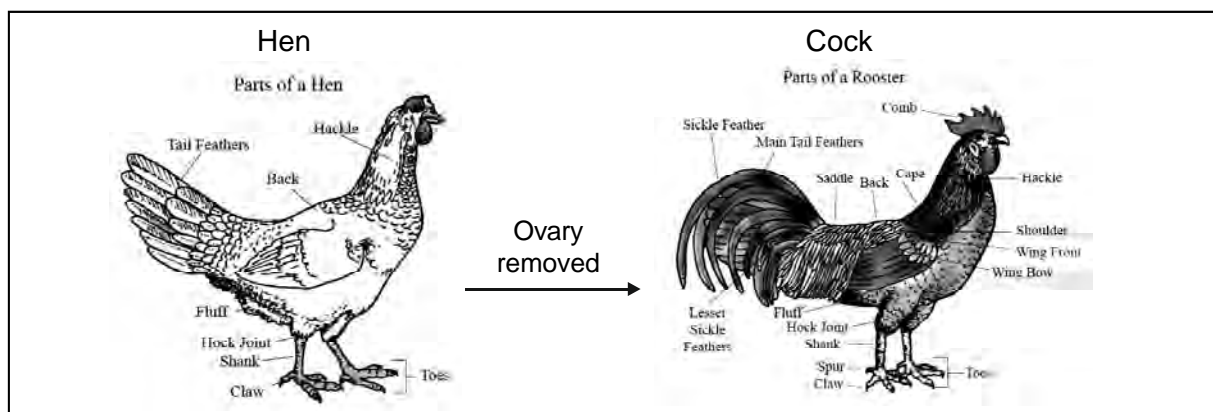 Hen
Parts of a Hen
Hackle
Tail Feathers
Back
Fluff
Hock Joint
Shank
Claw
Toes
Ovary
removed
Cock
Parts of a Rooster
Comb
Sickle Feather
Main Tail Feathers
Saddle
Back
Cape
Hackle
Shoulder
Wing Front
Wing Bow
Lesser
Sickle
Feathers
Fluff
Hock Joint
Shank
Spur
Claw
Toes